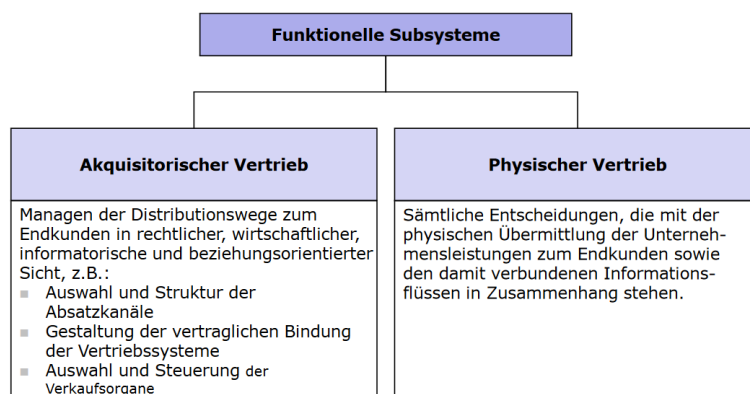 Funktionelle Subsysteme
Akquisitorischer Vertrieb
Managen der Distributionswege zum
Endkunden in rechtlicher, wirtschaftlicher,
informatorische und beziehungsorientierter
Sicht, z.B.:
Auswahl und Struktur der
Absatzkanäle
Gestaltung der vertraglichen Bindung
der Vertriebssysteme
Auswahl und Steuerung der
Verkaufsorgane
Physischer Vertrieb
Sämtliche Entscheidungen, die mit der
physischen Übermittlung der Unterneh-
mensleistungen zum Endkunden sowie
den damit verbundenen Informations-
flüssen in Zusammenhang stehen.